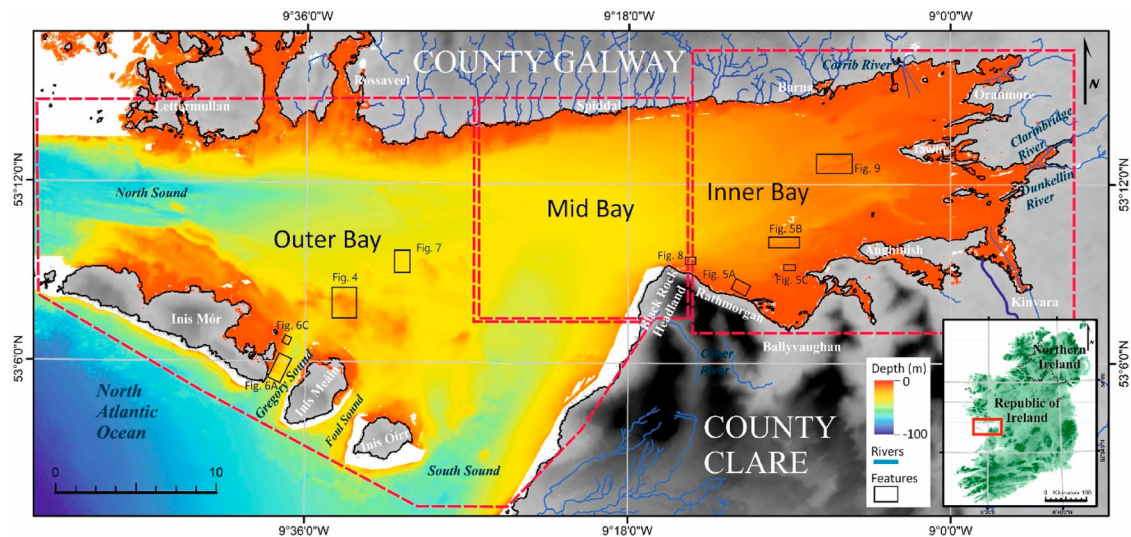 9°36'0"W
9°18'0"W
9°00'0"W
COUNTY GALWAY
Rossaveel
Lettermullan
Spiddal
Barna
Corrib River
Oranmore
Clarinbridge
River
Tawin
Dunkellin
River
N
53°12'0"N
53°12'0"N
North Sound
Outer Bay
Mid Bay
Inner Bay
Fig. 9
Fig. 5B
Fig. 7
Fig. 8
Fig. 5A
Fig. 5C
Fig. 4
Aughinish
Kinvara
Black Rock
Headland
Rathmorgan
Ballyvaughan
Inis Mór
Fig. 6C
Fig. 6A
Gregory Sound
Inis Meáin
Foul Sound
Inis Oírr
South Sound
53°6'0"N
53°6'0"N
North
Atlantic
Ocean
0
10
COUNTY
CLARE
Depth (m)
0
-100
Rivers
Features
Northern
Ireland
Republic of
Ireland
N
0 Kilometres 100
9°36'0"W
9°18'0"W
9°00'0"W